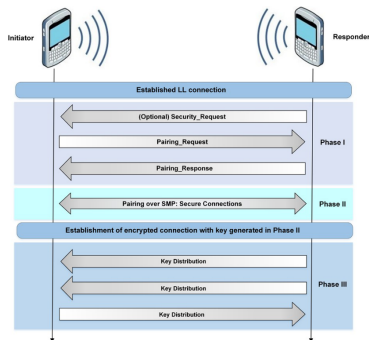 Initiator
Responder
Established LL connection
(Optional) Security_Request
Pairing_Request
Phase I
Pairing_Response
Pairing over SMP: Secure Connections
Phase II
Establishment of encrypted connection with key generated in Phase II
Key Distribution
Key Distribution
Phase III
Key Distribution